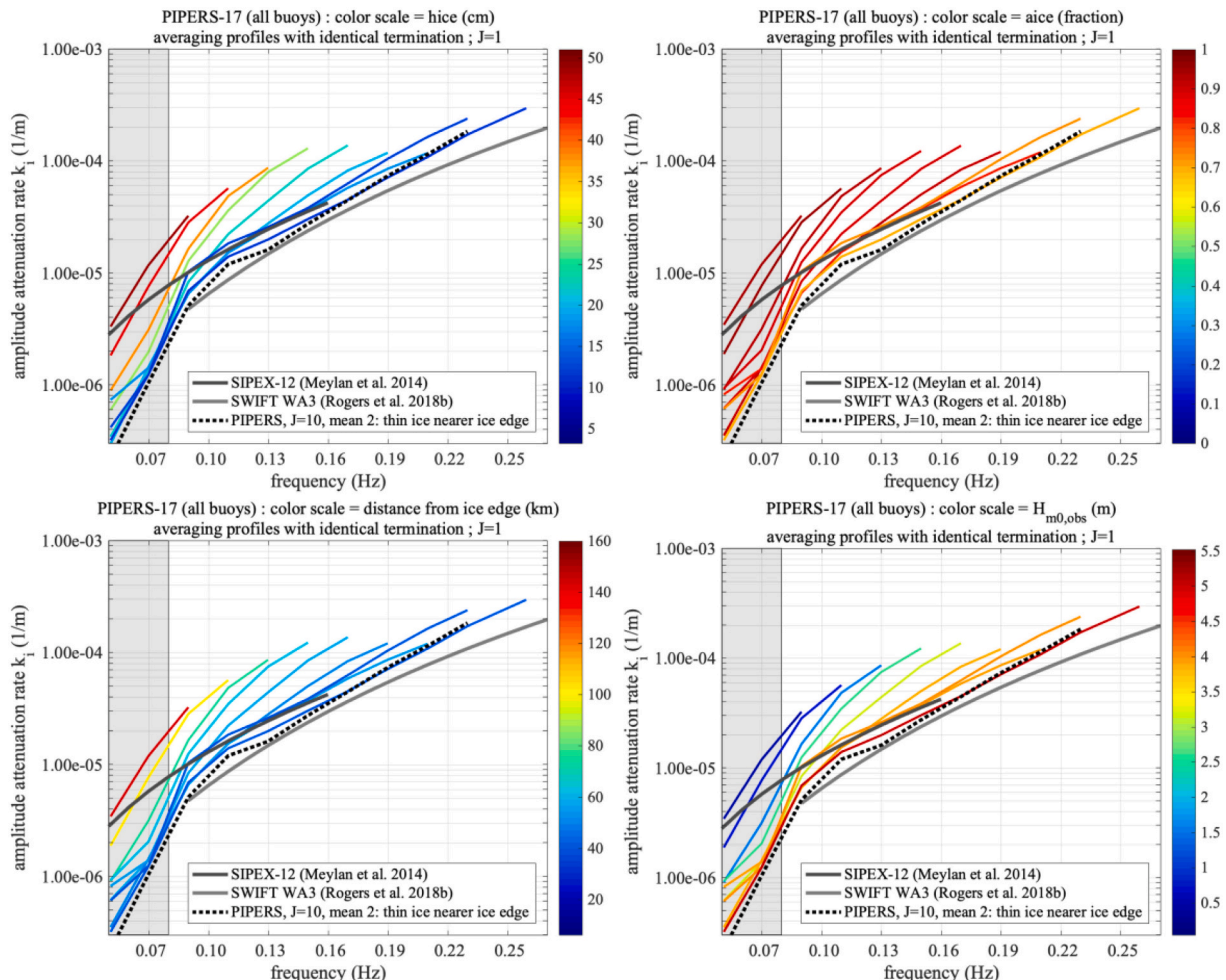 PIPERS-17 (all buoys) : color scale = hice (cm)
averaging profiles with identical termination ; J=1
1.00e-03
1.00e-04
1.00e-05
1.00e-06
amplitude attenuation rate k_i (1/m)
SIPEX-12 (Meylan et al. 2014)
SWIFT WA3 (Rogers et al. 2018b)
PIPERS, J=10, mean 2: thin ice nearer ice edge
0.07 0.10 0.13 0.16 0.19 0.22 0.25
frequency (Hz)
50
45
40
35
30
25
20
15
10
5
PIPERS-17 (all buoys) : color scale = aice (fraction)
averaging profiles with identical termination ; J=1
1.00e-03
1.00e-04
1.00e-05
1.00e-06
amplitude attenuation rate k_i (1/m)
SIPEX-12 (Meylan et al. 2014)
SWIFT WA3 (Rogers et al. 2018b)
PIPERS, J=10, mean 2: thin ice nearer ice edge
0.07 0.10 0.13 0.16 0.19 0.22 0.25
frequency (Hz)
1
0.9
0.8
0.7
0.6
0.5
0.4
0.3
0.2
0.1
0
PIPERS-17 (all buoys) : color scale = distance from ice edge (km)
averaging profiles with identical termination ; J=1
1.00e-03
1.00e-04
1.00e-05
1.00e-06
amplitude attenuation rate k_i (1/m)
SIPEX-12 (Meylan et al. 2014)
SWIFT WA3 (Rogers et al. 2018b)
PIPERS, J=10, mean 2: thin ice nearer ice edge
0.07 0.10 0.13 0.16 0.19 0.22 0.25
frequency (Hz)
160
140
120
100
80
60
40
20
PIPERS-17 (all buoys) : color scale = H_m0,obs (m)
averaging profiles with identical termination ; J=1
1.00e-03
1.00e-04
1.00e-05
1.00e-06
amplitude attenuation rate k_i (1/m)
SIPEX-12 (Meylan et al. 2014)
SWIFT WA3 (Rogers et al. 2018b)
PIPERS, J=10, mean 2: thin ice nearer ice edge
0.07 0.10 0.13 0.16 0.19 0.22 0.25
frequency (Hz)
5.5
5
4.5
4
3.5
3
2.5
2
1.5
1
0.5